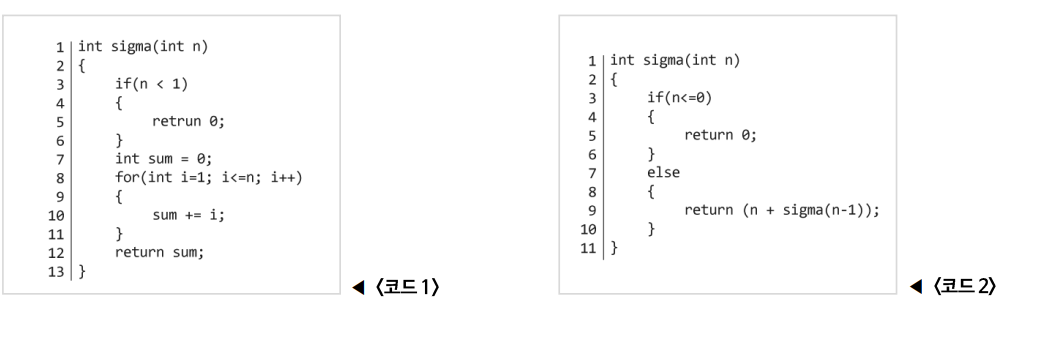 1 int sigma(int n)
2 {
3 if(n < 1)
4 {
5 retrun 0;
6 }
7 int sum = 0;
8 for(int i=1; i<=n; i++)
9 {
10 sum += i;
11 }
12 return sum;
13 }
◀ 〈코드 1〉
1 int sigma(int n)
2 {
3 if(n<=0)
4 {
5 return 0;
6 }
7 else
8 {
9 return (n + sigma(n-1));
10 }
11 }
◀ 〈코드 2〉